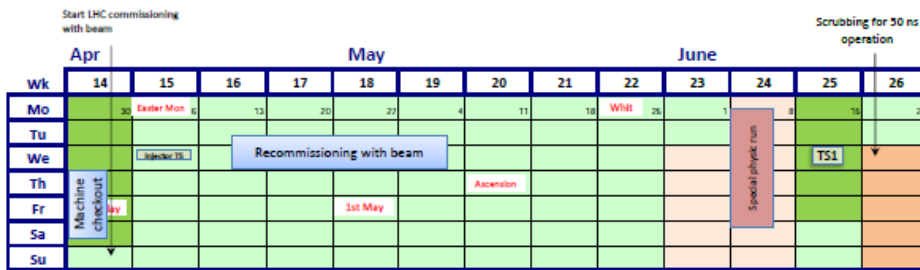 Start LHC commissioning
with beam
Scrubbing for 50 ns
operation
Apr May June
Wk 14 15 16 17 18 19 20 21 22 23 24 25 26
Mo 30 Easter Mon 6 13 20 27 4 11 18 Whit 25 1 8 15
Tu
We Injector TS Recommissioning with beam TS1
Th Ascension
Fr 1st May
Sa
Su
Machine
checkout
Special physic run